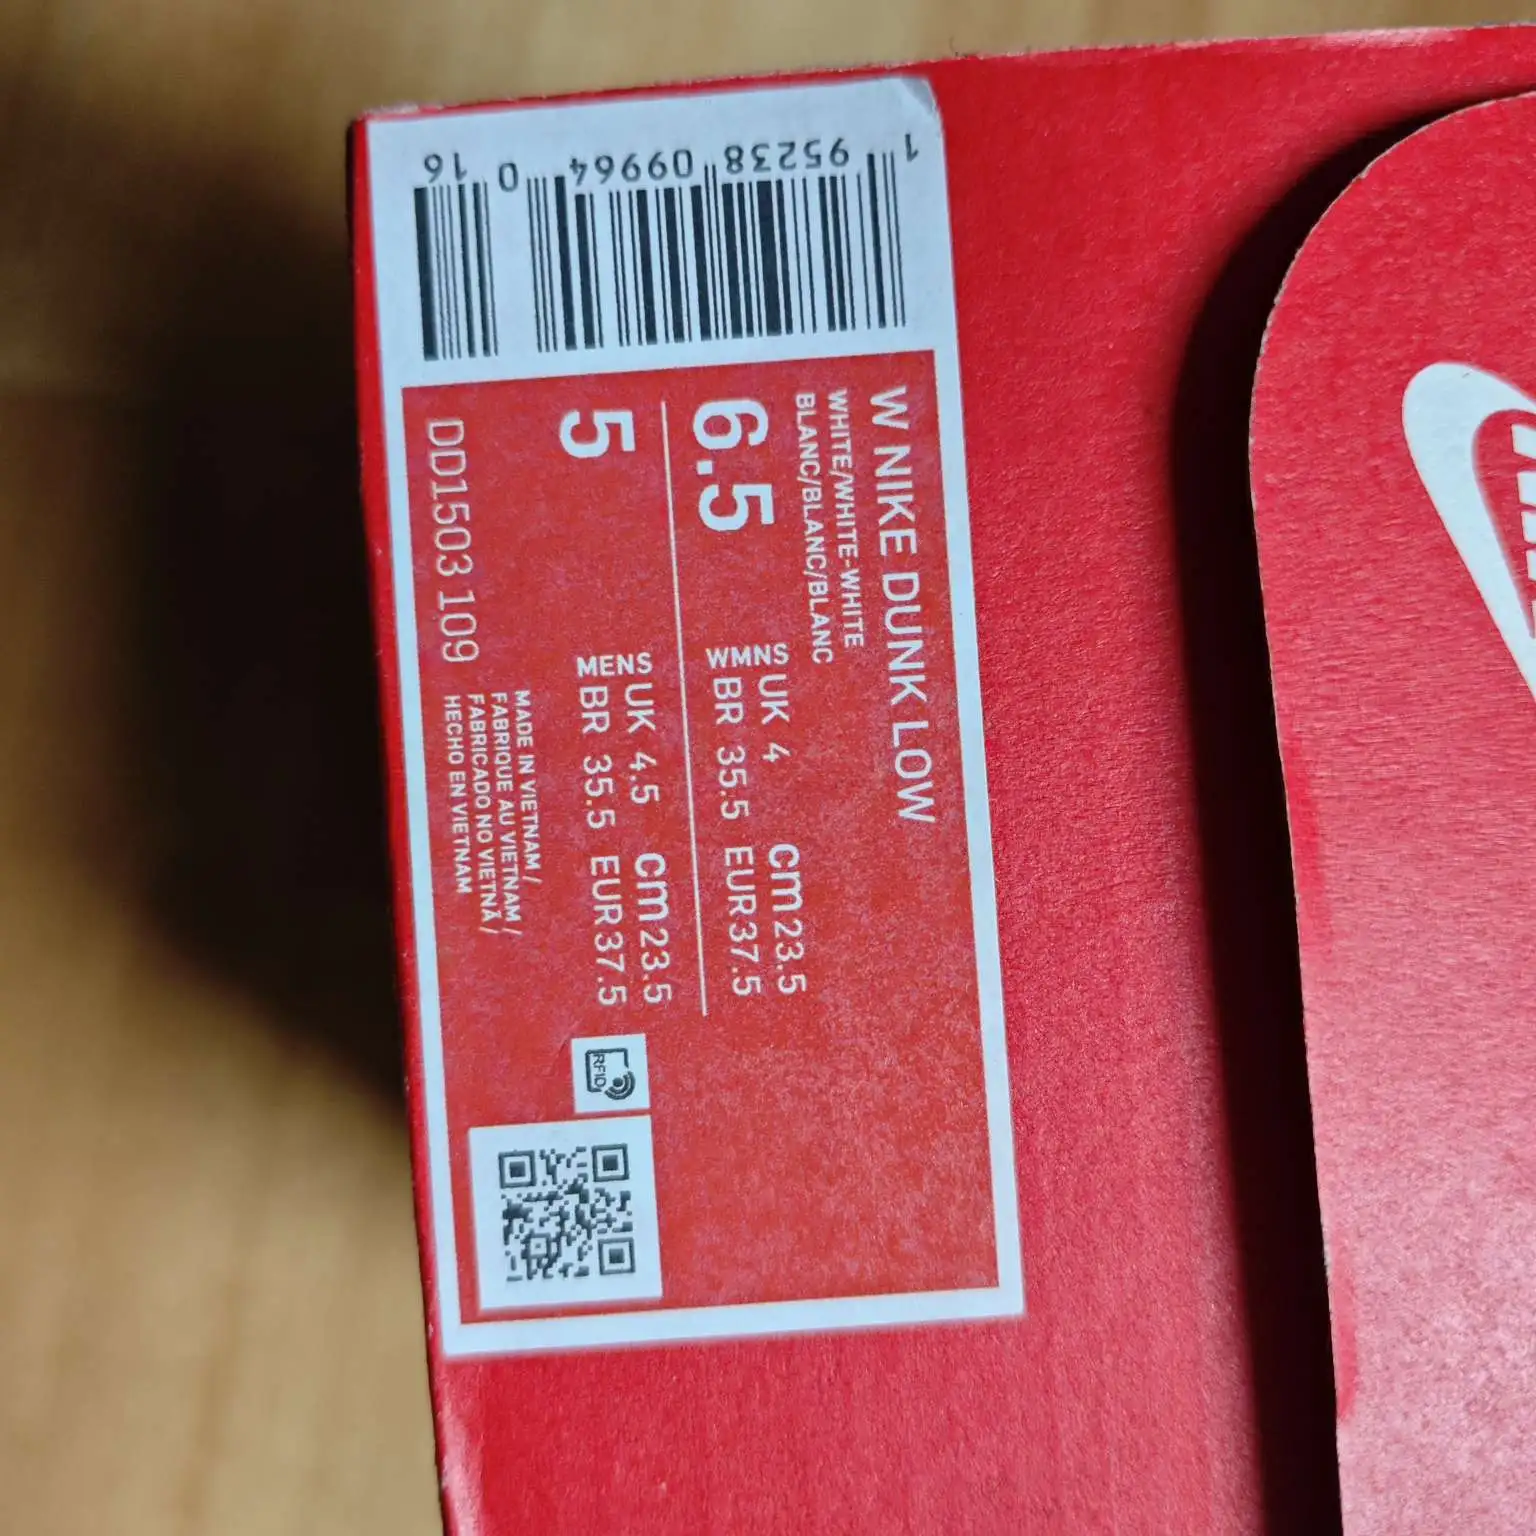 1 95238 09964 0 16
W NIKE DUNK LOW
WHITE/WHITE-WHITE
BLANC/BLANC/BLANC
6.5
WMNS UK 4 cm 23.5
BR 35.5 EUR 37.5
5
MENS UK 4.5 cm 23.5
BR 35.5 EUR 37.5
DD1503 109
MADE IN VIETNAM /
FABRIQUE AU VIETNAM /
FABRICADO NO VIETNÃ /
HECHO EN VIETNAM
RFID